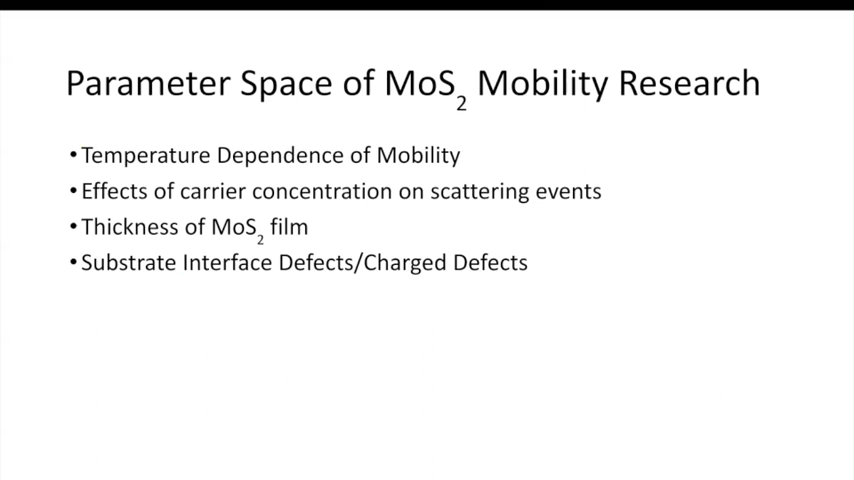 Parameter Space of MoS₂ Mobility Research
• Temperature Dependence of Mobility
• Effects of carrier concentration on scattering events
• Thickness of MoS₂ film
• Substrate Interface Defects/Charged Defects